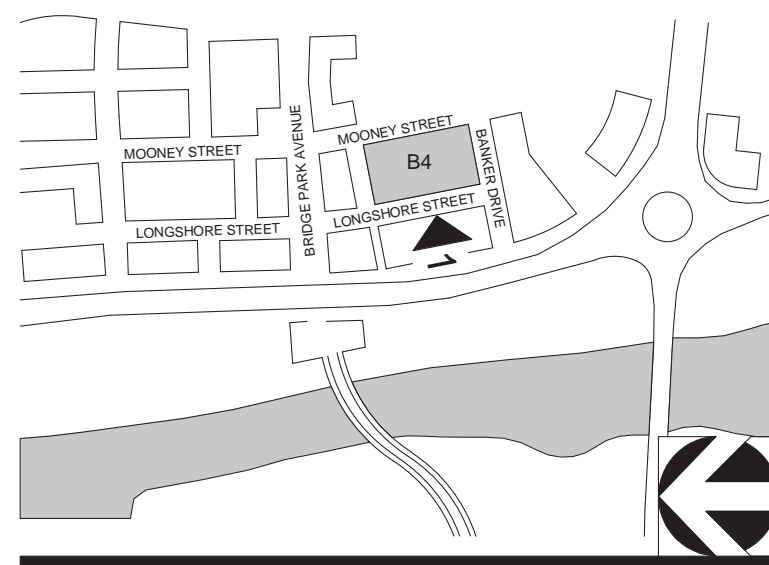 MOONEY STREET
B4
BANKER DRIVE
BRIDGE PARK AVENUE
MOONEY STREET
LONGSHORE STREET
LONGSHORE STREET
1